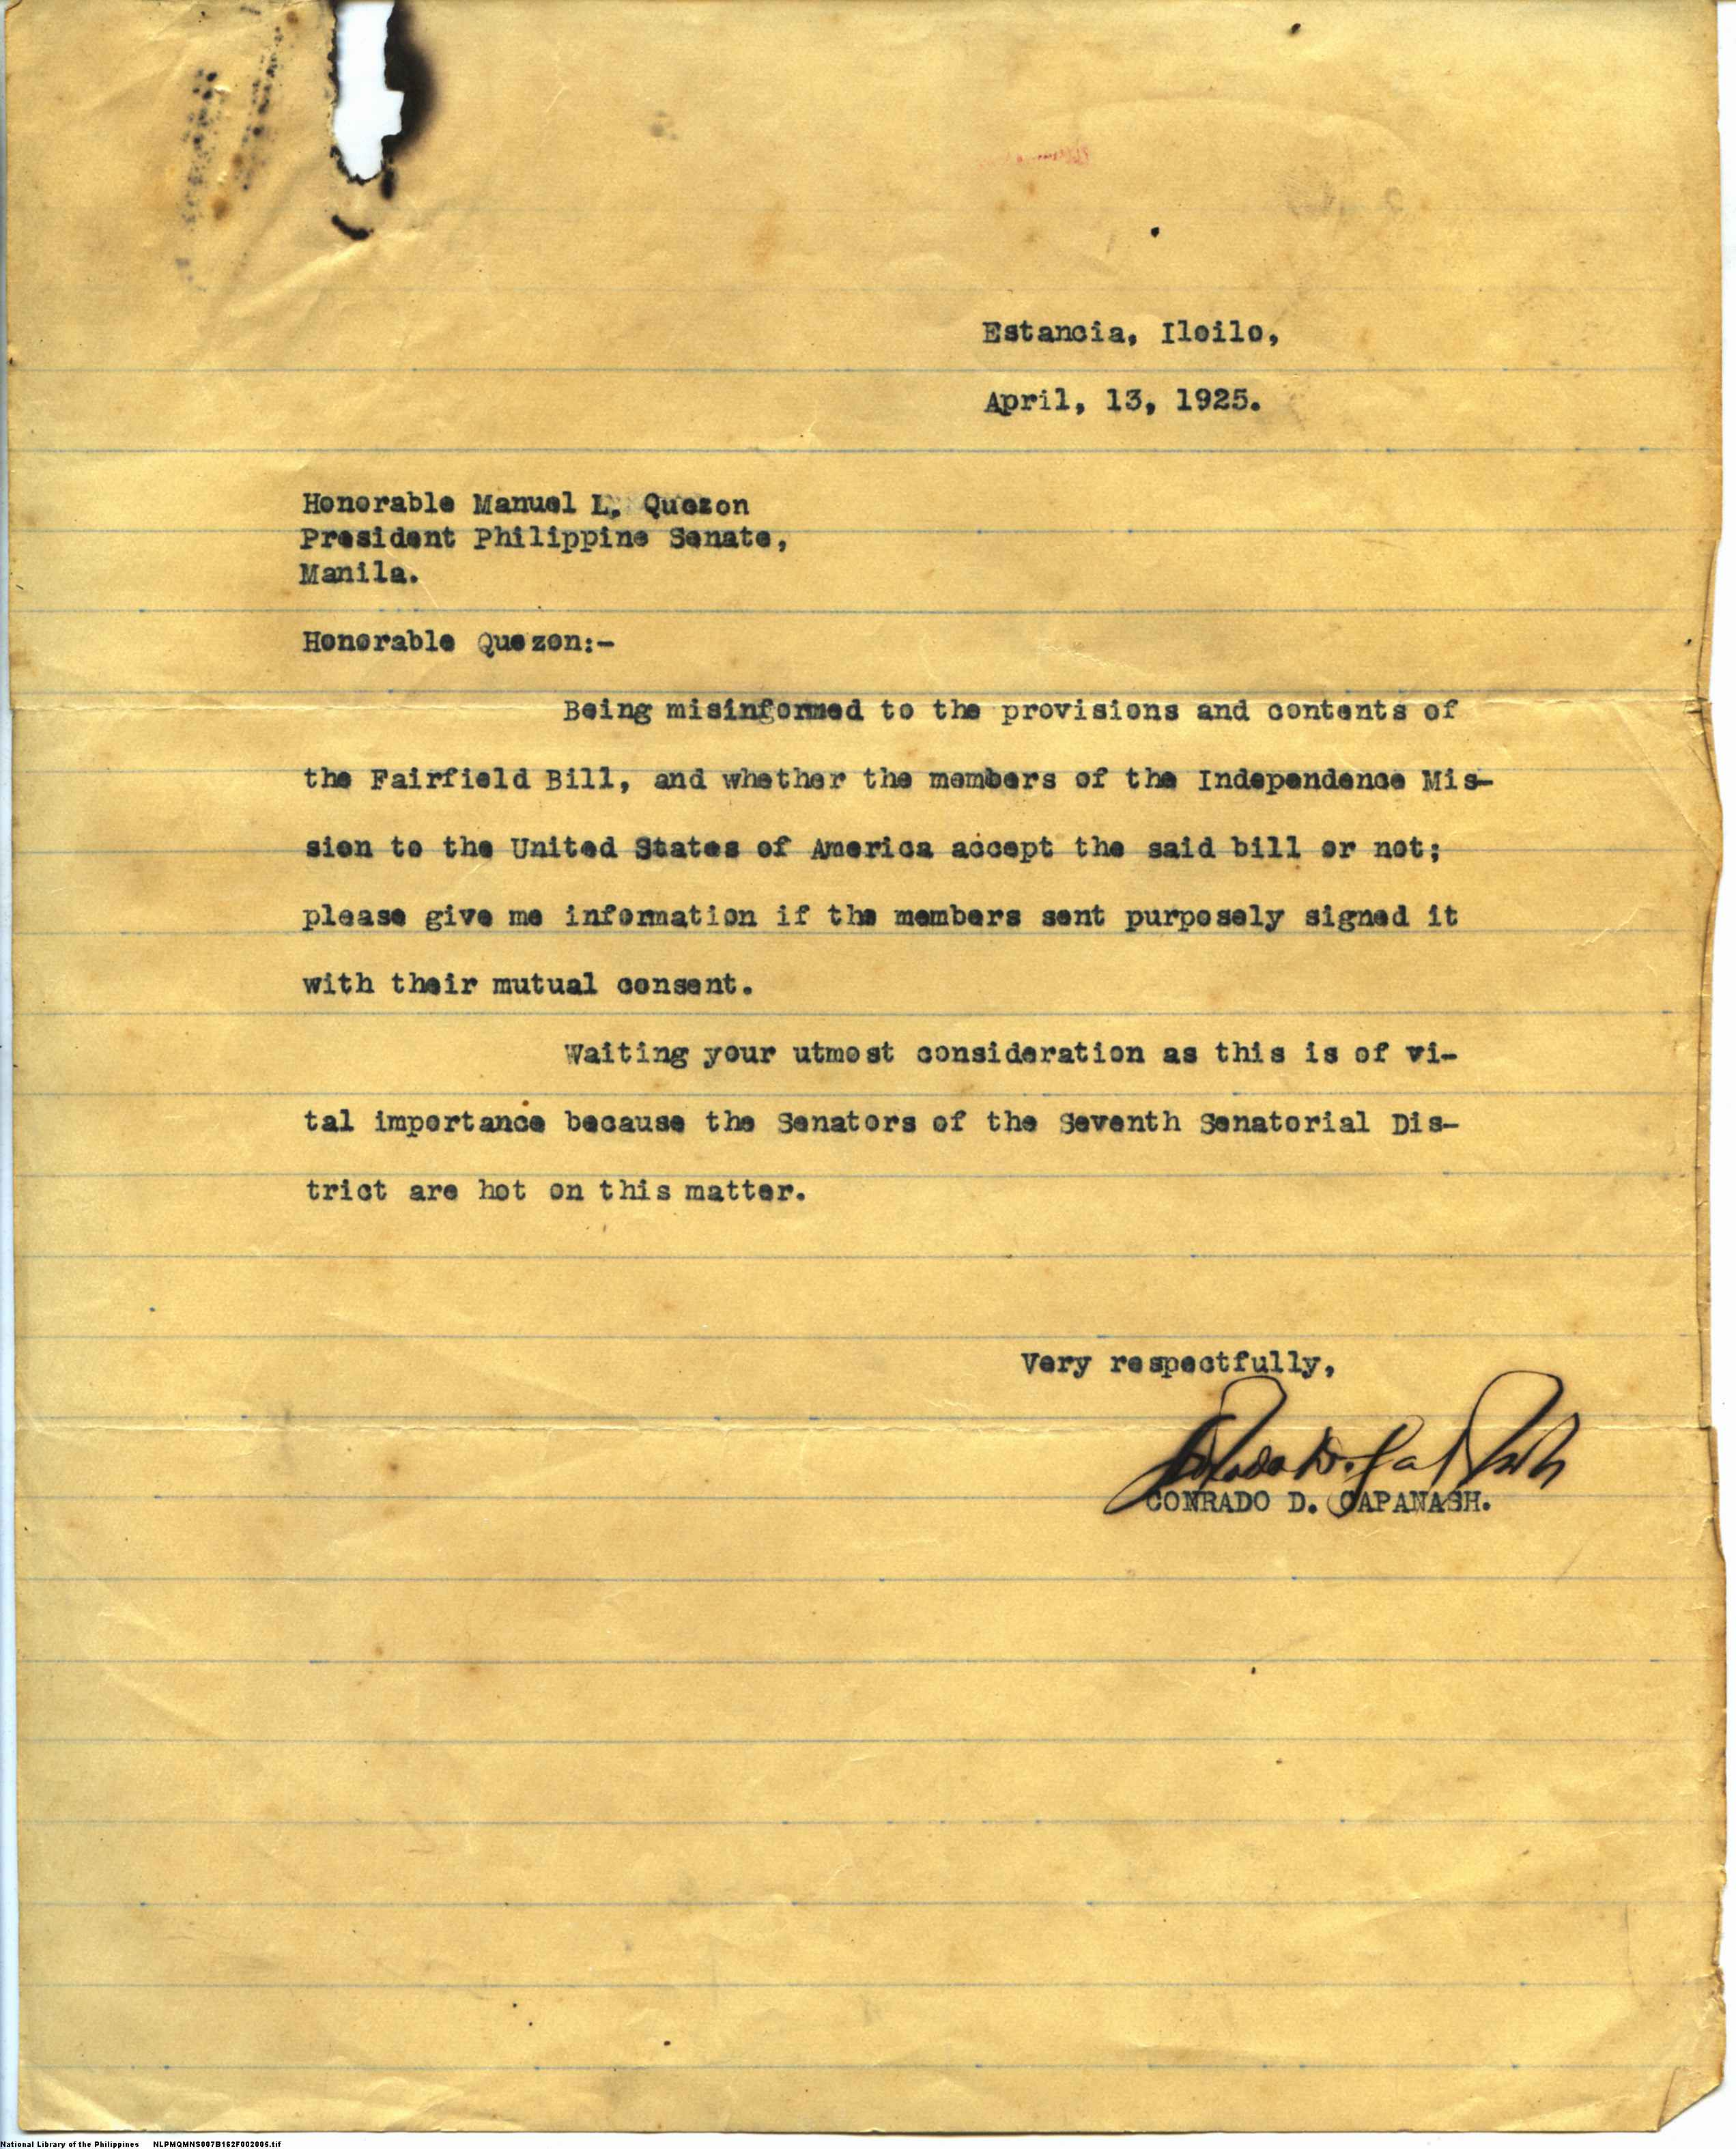 Estancia, Iloilo,
April, 13, 1925.
Honorable Manuel L. Quezon
President Philippine Senate,
Manila.
Honorable Quezon:-
Being misinformed to the provisions and contents of
the Fairfield Bill, and whether the members of the Independence Mis-
sion to the United States of America accept the said bill or not;
please give me information if the members sent purposely signed it
with their mutual consent.
Waiting your utmost consideration as this is of vi-
tal importance because the Senators of the Seventh Senatorial Dis-
trict are hot on this matter.
Very respectfully,
CONRADO D. CAPANASH.
National Library of the Philippines NLPMQMNS007B162F002005.tif